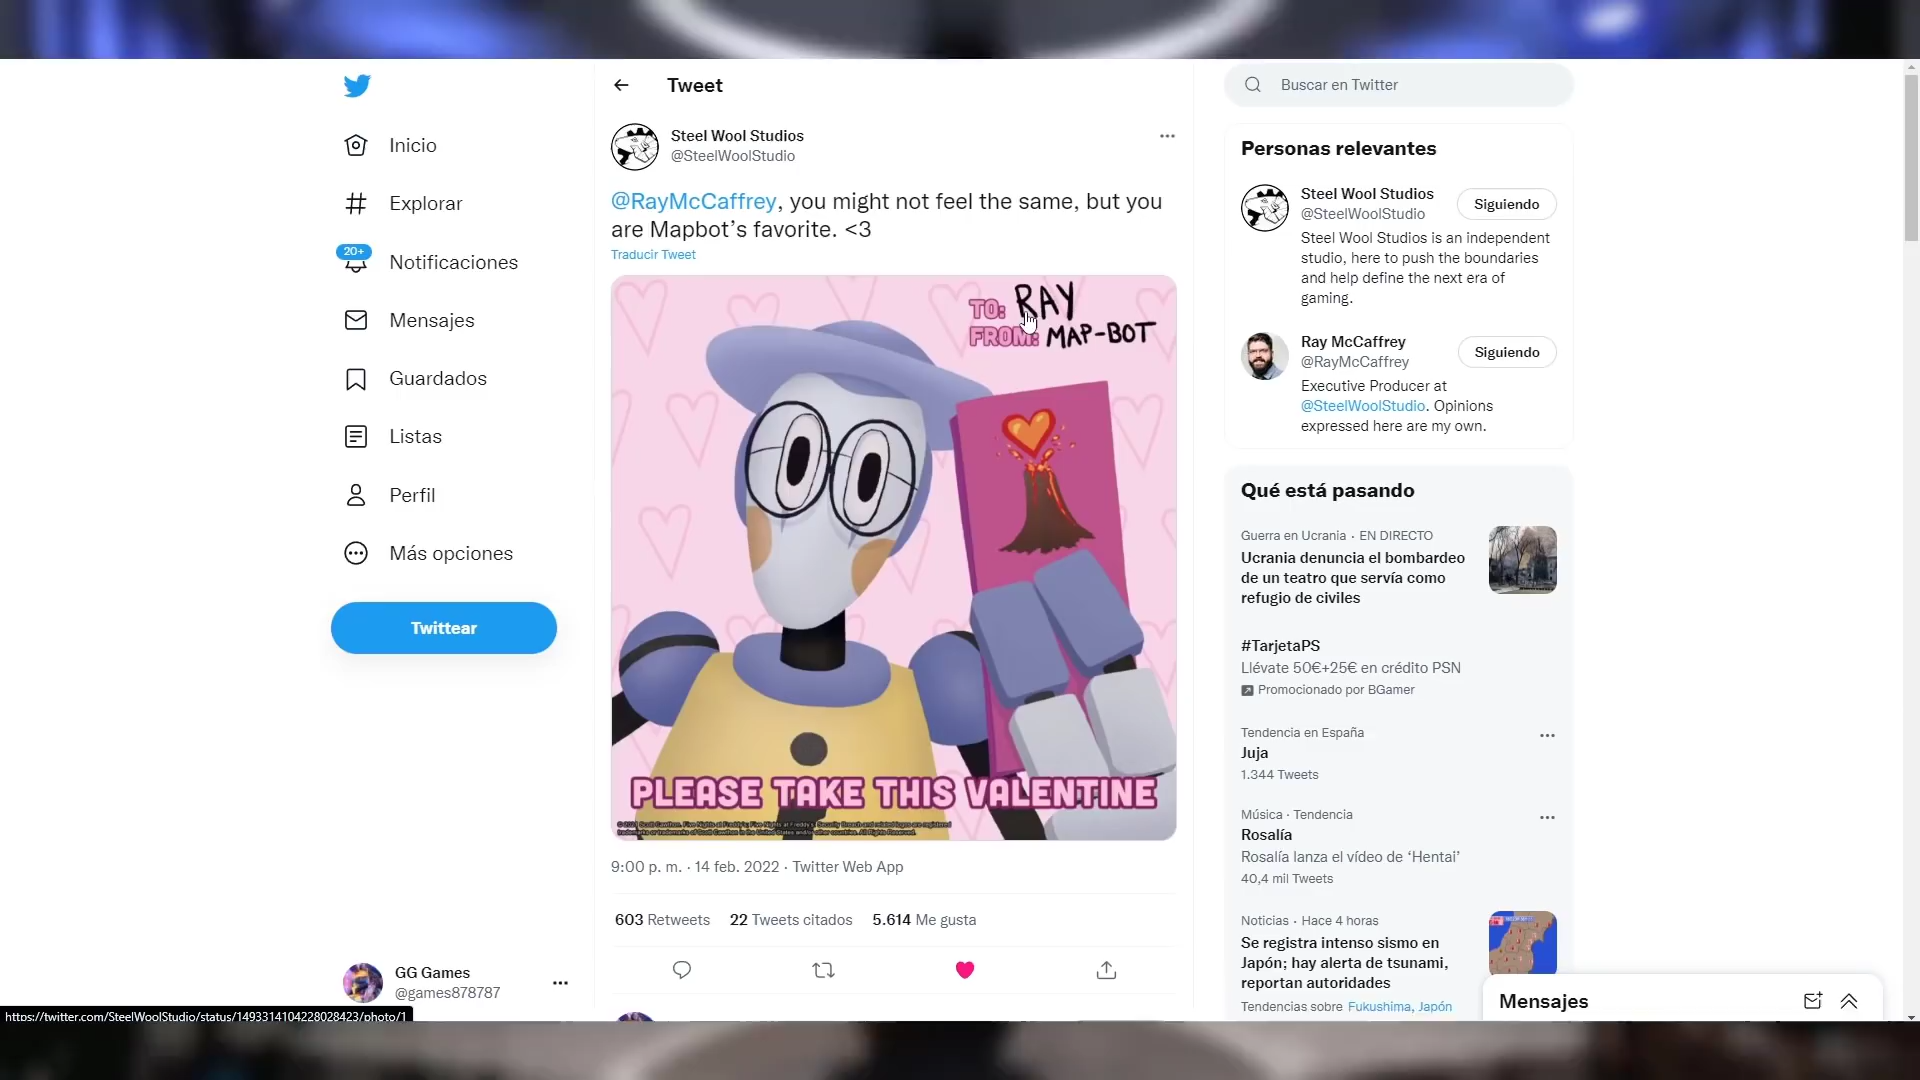 Inicio
Explorar
20+
Notificaciones
Mensajes
Guardados
Listas
Perfil
Más opciones
Twittear
GG Games
@games878787
https://twitter.com/SteelWoolStudio/status/1493314104228028423/photo/1
Tweet
Steel Wool Studios
@SteelWoolStudio
@RayMcCaffrey, you might not feel the same, but you
are Mapbot’s favorite. <3
Traducir Tweet
TO: RAY
FROM: MAP-BOT
PLEASE TAKE THIS VALENTINE
9:00 p. m. · 14 feb. 2022 · Twitter Web App
603 Retweets 22 Tweets citados 5.614 Me gusta
Buscar en Twitter
Personas relevantes
Steel Wool Studios
@SteelWoolStudio
Siguiendo
Steel Wool Studios is an independent
studio, here to push the boundaries
and help define the next era of
gaming.
Ray McCaffrey
@RayMcCaffrey
Siguiendo
Executive Producer at
@SteelWoolStudio. Opinions
expressed here are my own.
Qué está pasando
Guerra en Ucrania · EN DIRECTO
Ucrania denuncia el bombardeo
de un teatro que servía como
refugio de civiles
#TarjetaPS
Llévate 50€+25€ en crédito PSN
Promocionado por BGamer
Tendencia en España
Juja
1.344 Tweets
Música · Tendencia
Rosalía
Rosalía lanza el vídeo de ‘Hentai’
40,4 mil Tweets
Noticias · Hace 4 horas
Se registra intenso sismo en
Japón; hay alerta de tsunami,
reportan autoridades
Tendencias sobre Fukushima, Japón
Mensajes